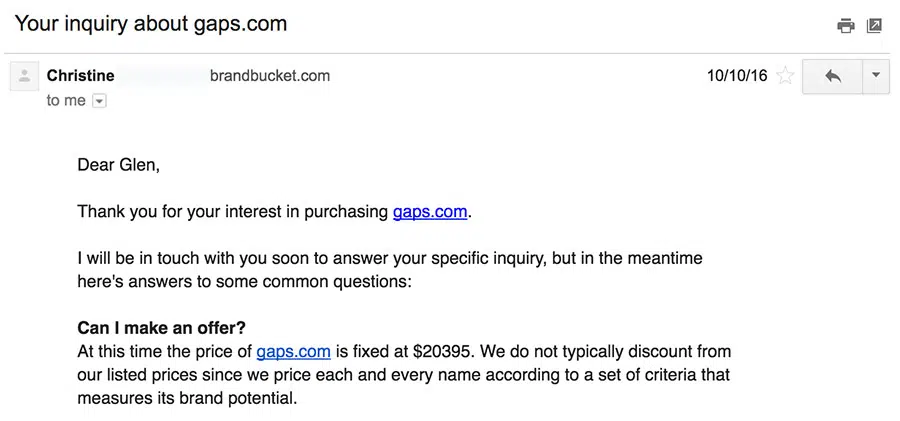 Your inquiry about gaps.com
Christine brandbucket.com 10/10/16
to me
Dear Glen,
Thank you for your interest in purchasing gaps.com.
I will be in touch with you soon to answer your specific inquiry, but in the meantime
here's answers to some common questions:
Can I make an offer?
At this time the price of gaps.com is fixed at $20395. We do not typically discount from
our listed prices since we price each and every name according to a set of criteria that
measures its brand potential.